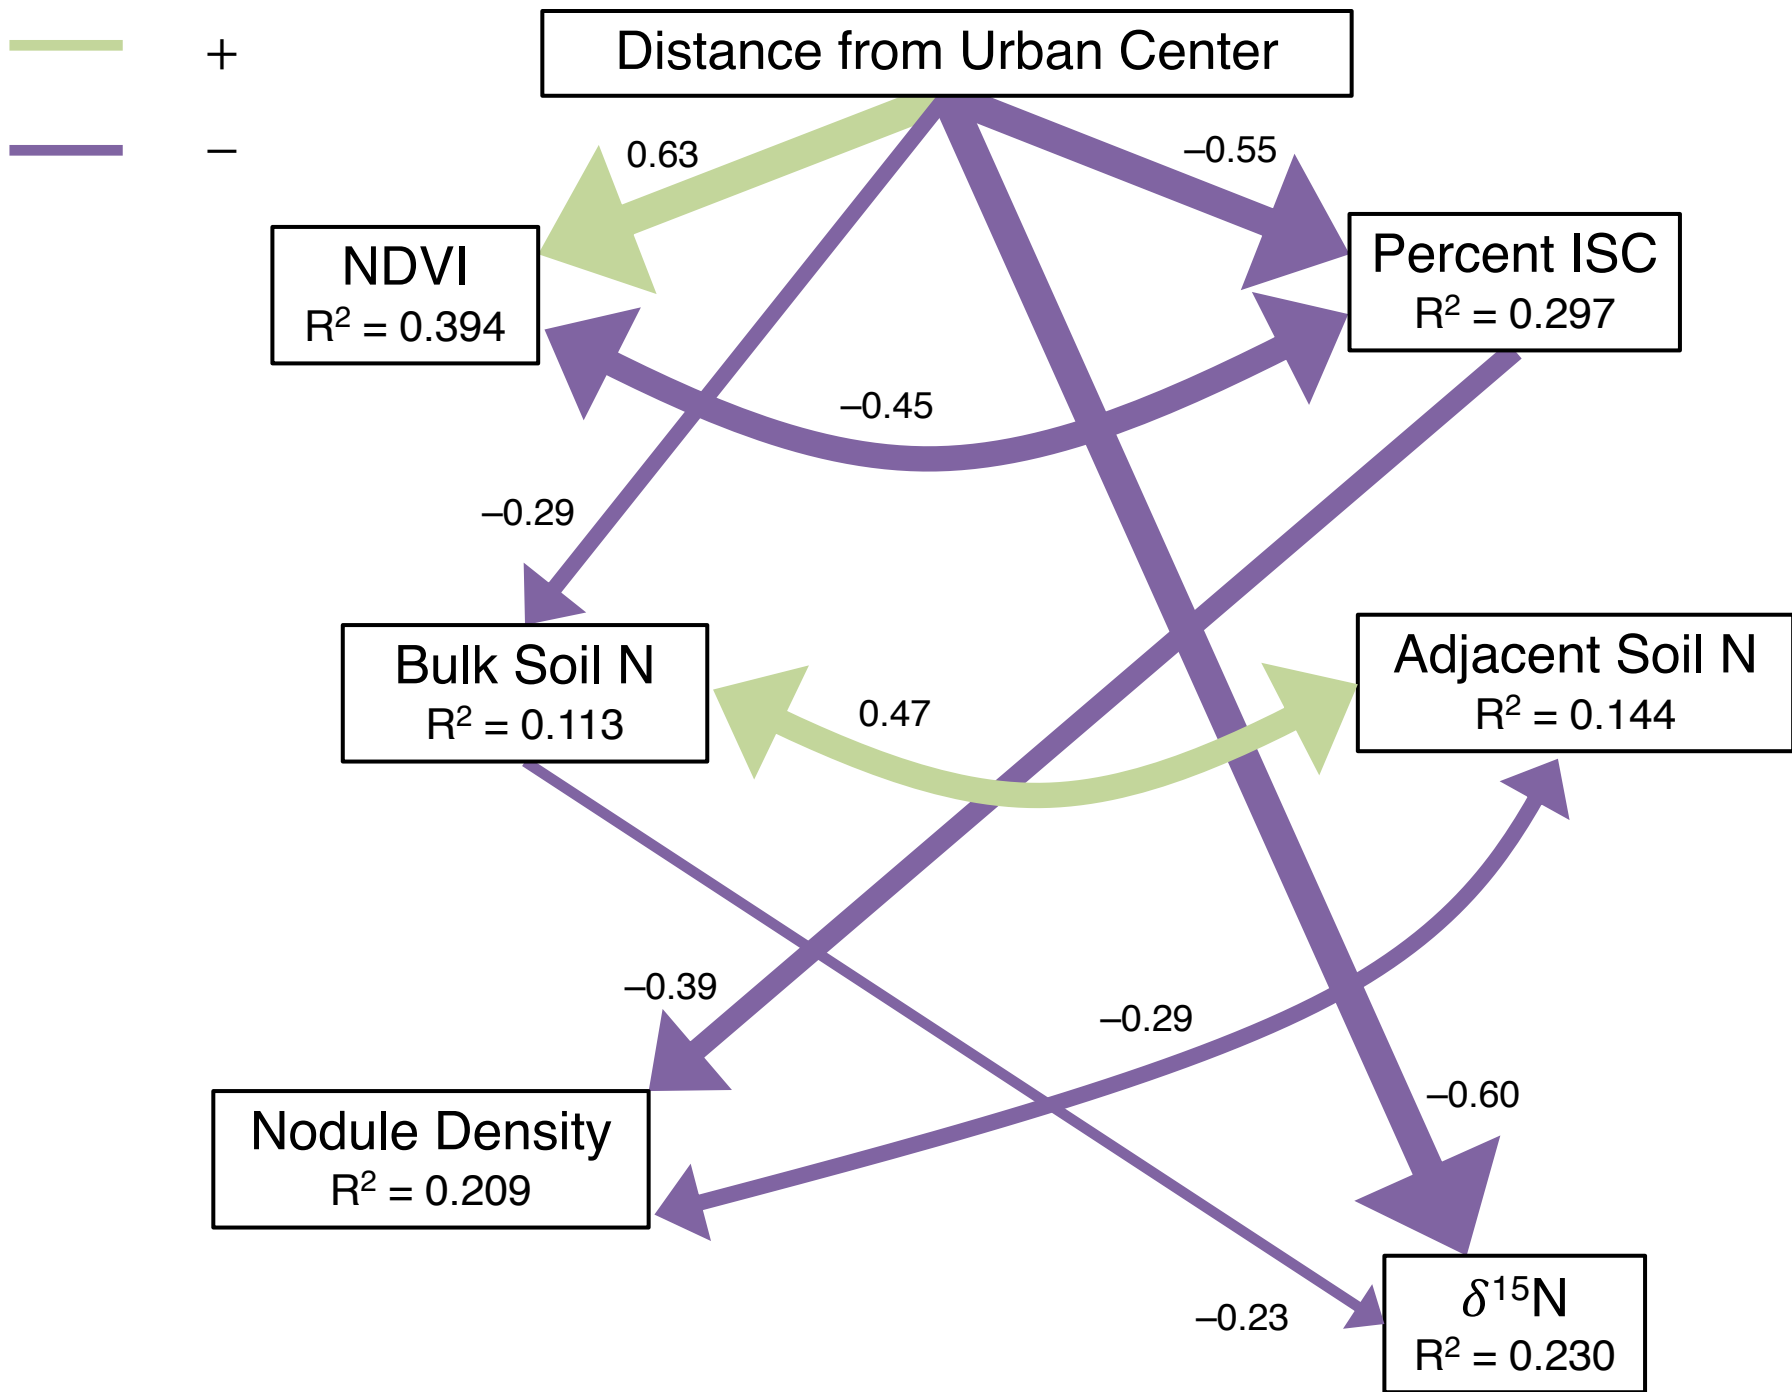 +
Distance from Urban Center
−
0.63
–0.55
NDVI
R² = 0.394
Percent ISC
R² = 0.297
–0.45
–0.29
Bulk Soil N
R² = 0.113
0.47
Adjacent Soil N
R² = 0.144
–0.39
–0.29
–0.60
Nodule Density
R² = 0.209
–0.23
δ¹⁵N
R² = 0.230